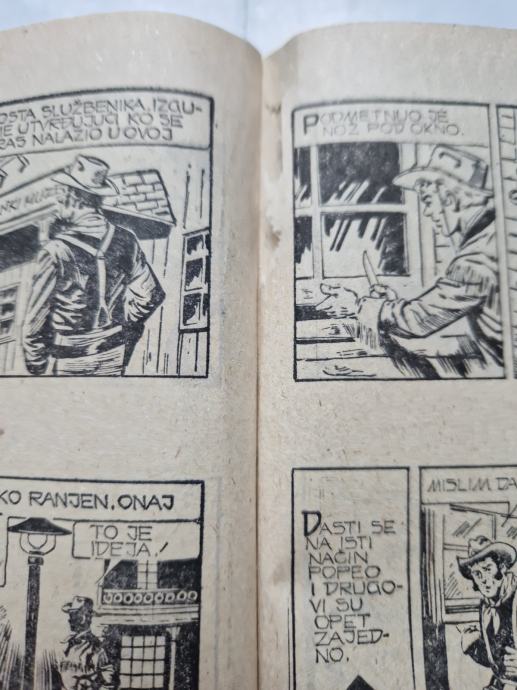 OSTA SLUŽBENIKA, IZGU-
JE UTVRĐUJUĆI KO SE
RAS NALAZIO U OVOJ
PODMETNUO JE
NOŽ POD OKNO.
KO RANJEN, ONAJ
TO JE
IDEJA!
DASTI SE
NA ISTI
NAČIN
POPEO
I DRUGO-
VI SU
OPET
ZAJED-
NO.
MISLIM DA